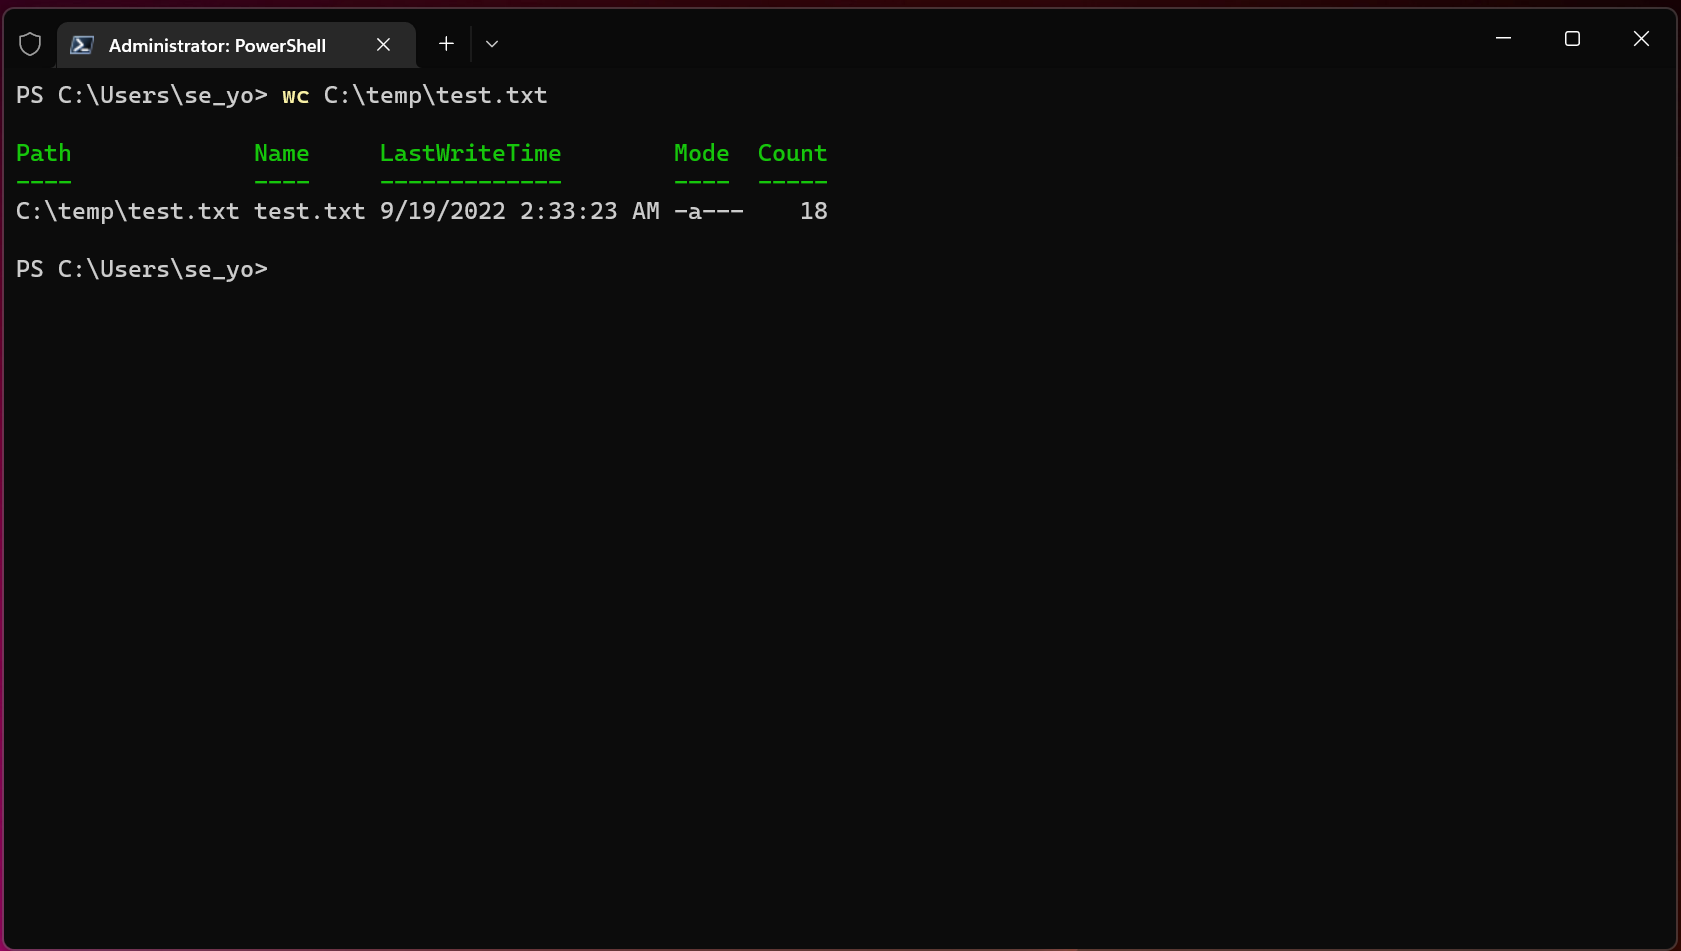 Administrator: PowerShell
PS C:\Users\se_yo> wc C:\temp\test.txt
Path             Name     LastWriteTime        Mode  Count
----             ----     -------------        ----  -----
C:\temp\test.txt test.txt 9/19/2022 2:33:23 AM -a---    18
PS C:\Users\se_yo>